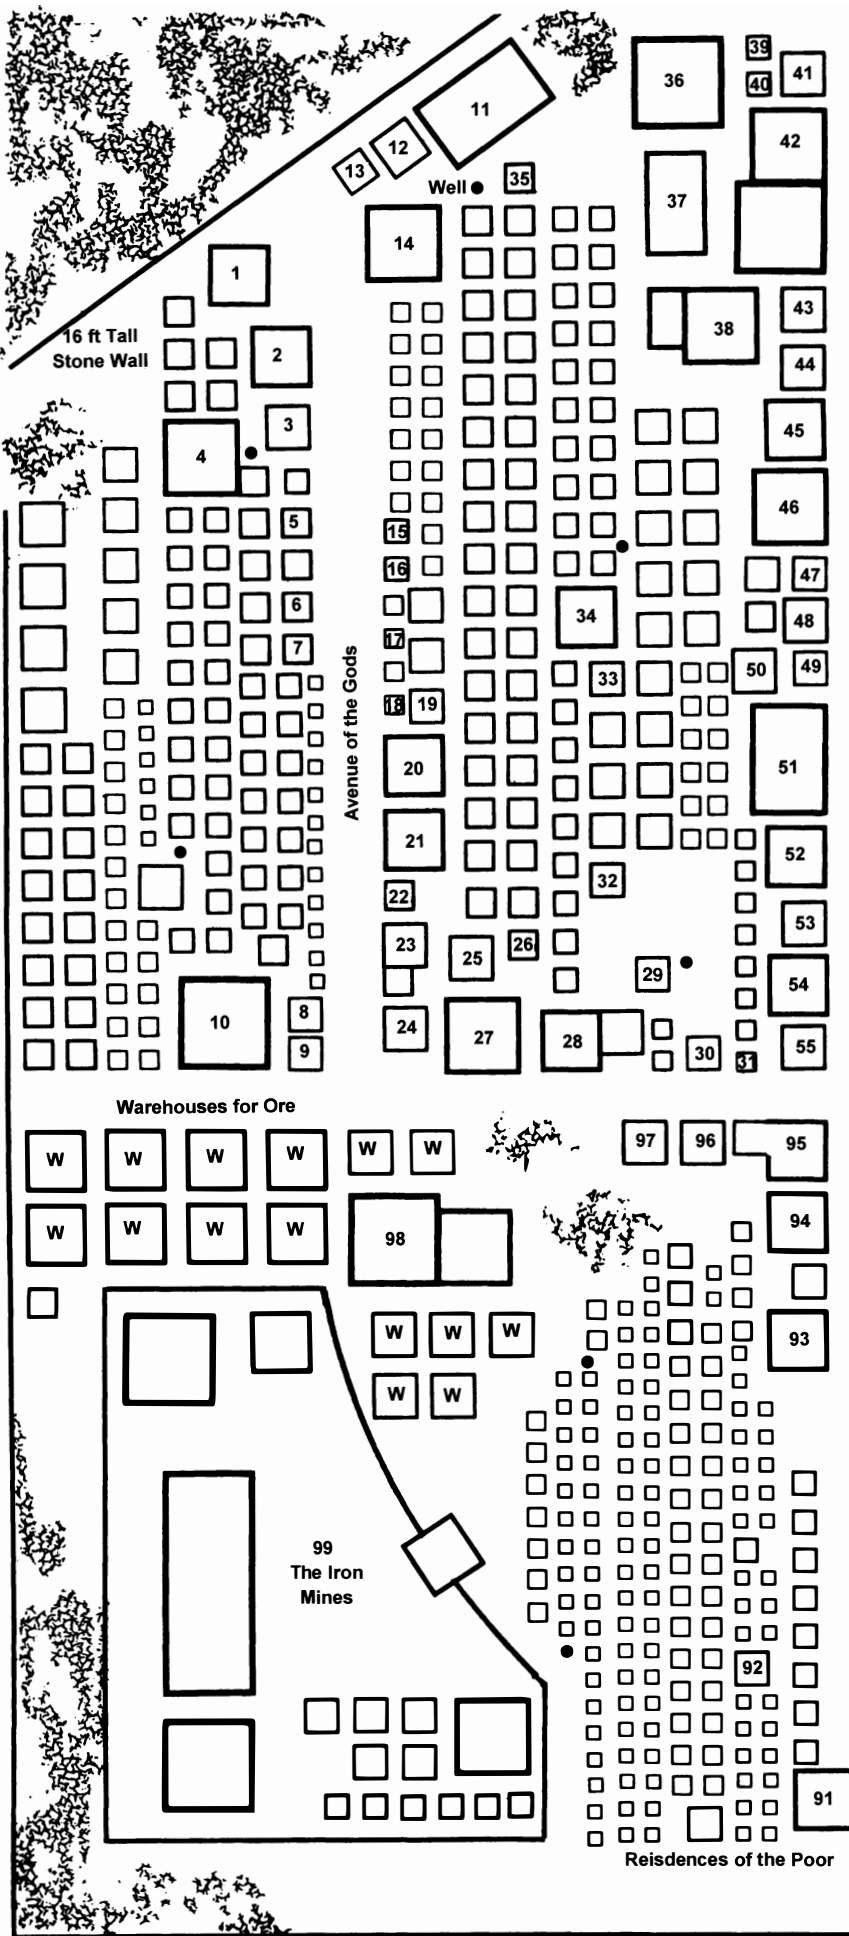 39
36
40
41
11
42
12
13
Well
35
37
14
1
43
16 ft Tall
Stone Wall
2
38
44
3
45
4
46
5
15
16
47
6
34
48
17
7
Avenue of the Gods
33
50
49
18
19
20
51
21
52
22
32
23
26
53
25
29
54
8
10
24
27
28
9
30
31
55
Warehouses for Ore
W
W
W
W
W
W
97
96
95
W
W
W
W
98
94
W
W
W
93
W
W
99
The Iron
Mines
92
91
Reisdences of the Poor